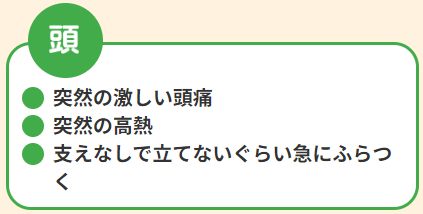 頭
突然の激しい頭痛
突然の高熱
支えなしで立てないぐらい急にふらつ
く